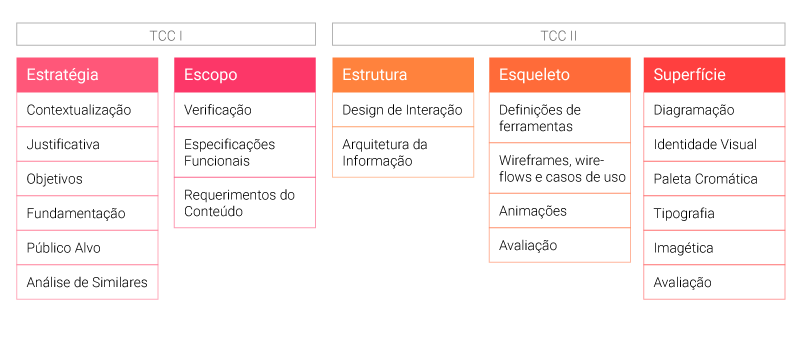 TCC I
TCC II
Estratégia
Contextualização
Justificativa
Objetivos
Fundamentação
Público Alvo
Análise de Similares
Escopo
Verificação
Especificações
Funcionais
Requerimentos do
Conteúdo
Estrutura
Design de Interação
Arquitetura da
Informação
Esqueleto
Definições de
ferramentas
Wireframes, wire-
flows e casos de uso
Animações
Avaliação
Superfície
Diagramação
Identidade Visual
Paleta Cromática
Tipografia
Imagética
Avaliação